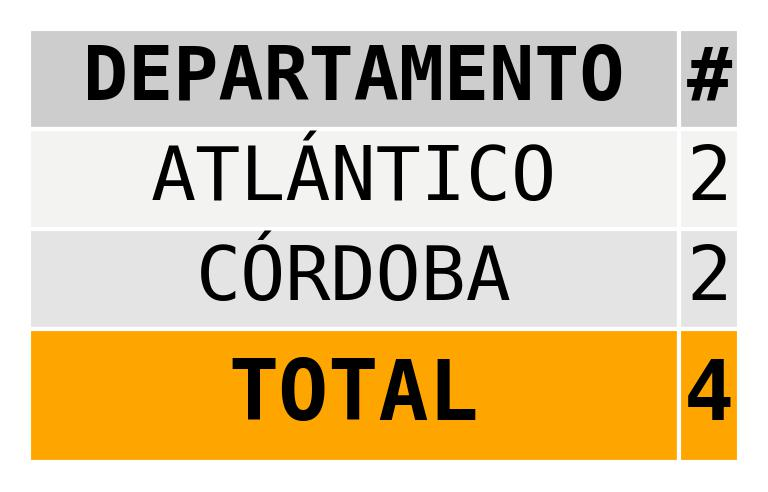 DEPARTAMENTO #
ATLÁNTICO 2
CÓRDOBA 2
TOTAL 4